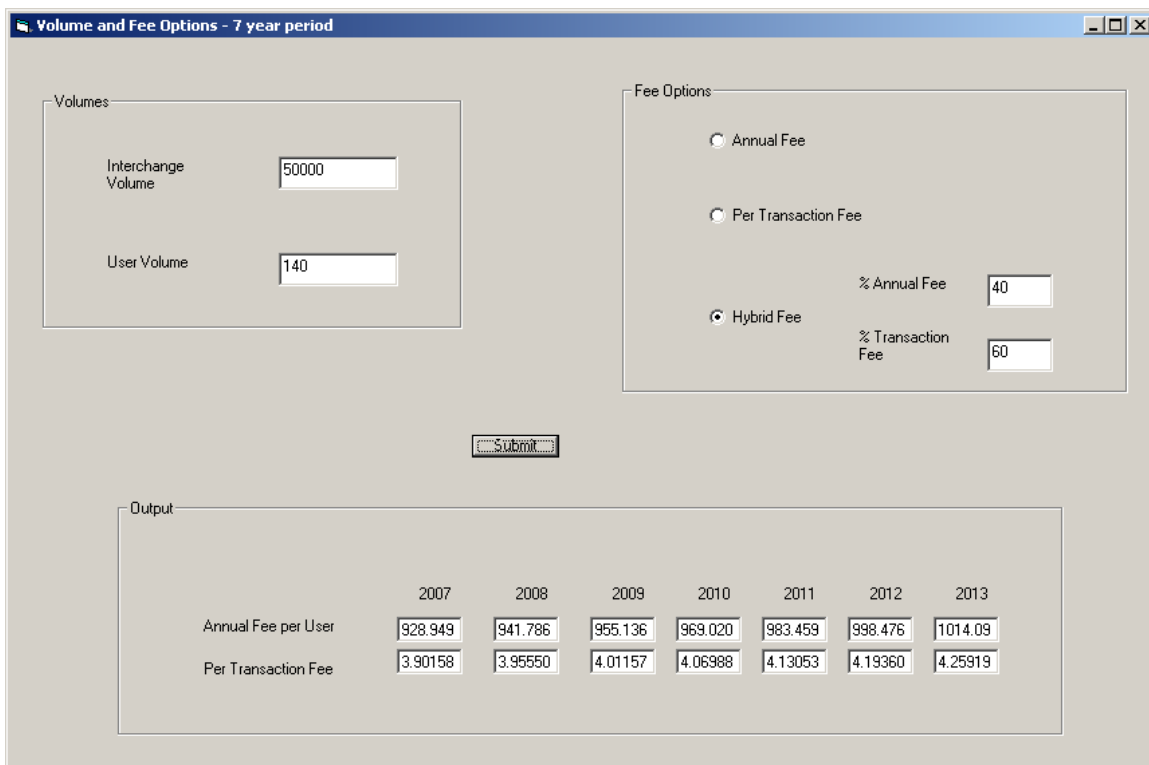 Volume and Fee Options - 7 year period
Volumes
Interchange
Volume
50000
User Volume
140
Fee Options
Annual Fee
Per Transaction Fee
Hybrid Fee
% Annual Fee
40
% Transaction
Fee
60
Submit
Output
2007 2008 2009 2010 2011 2012 2013
Annual Fee per User 928.949 941.786 955.136 969.020 983.459 998.476 1014.09
Per Transaction Fee 3.90158 3.95550 4.01157 4.06988 4.13053 4.19360 4.25919